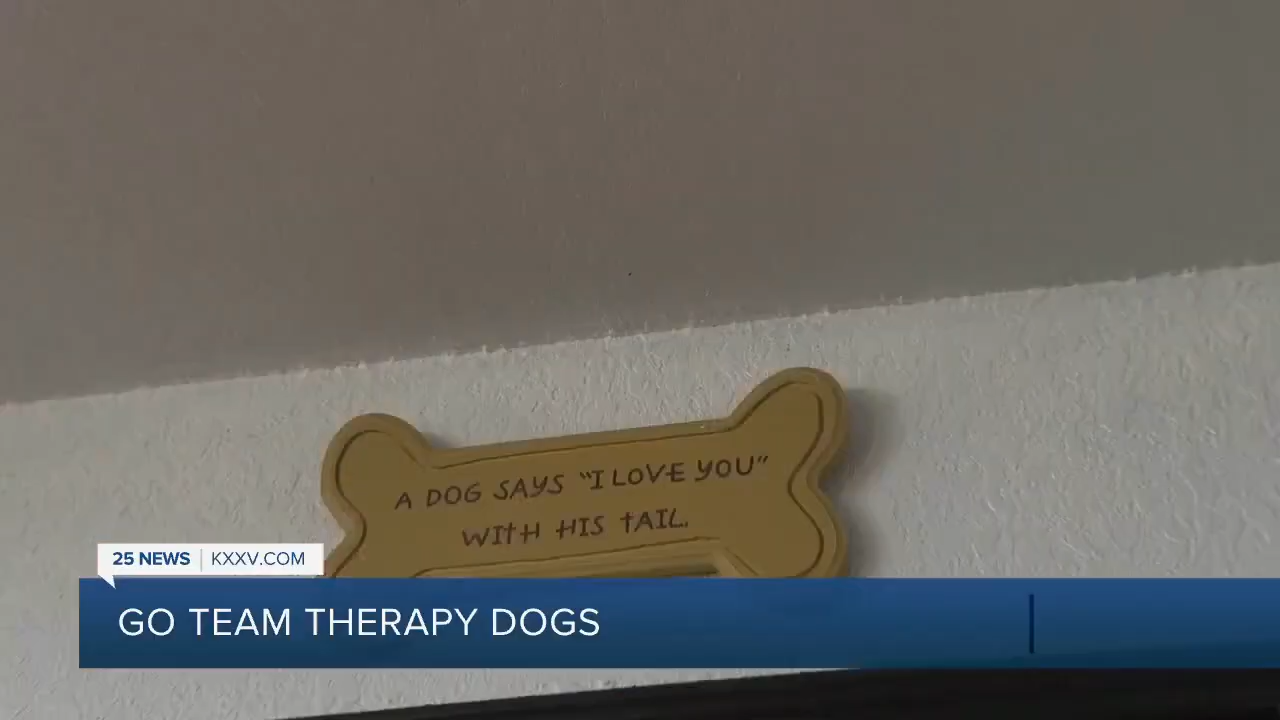 A DOG SAYS "I LOVE YOU"
WITH HIS TAIL.
25 NEWS | KXXV.COM
GO TEAM THERAPY DOGS